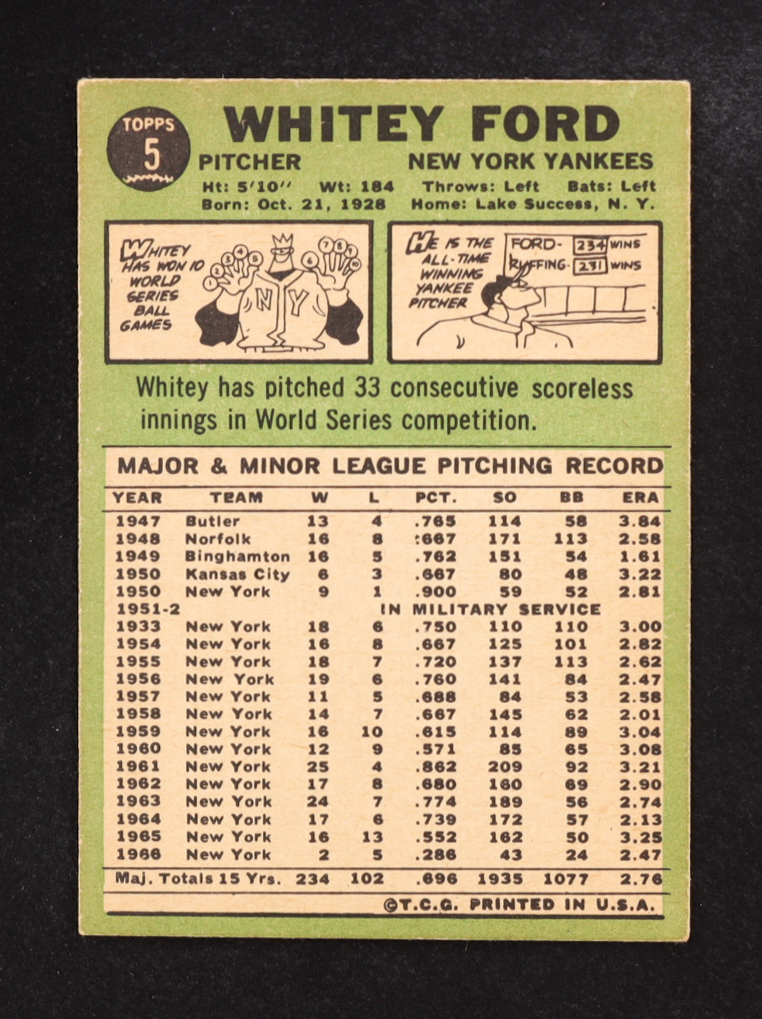 TOPPS
5
WHITEY FORD
PITCHER NEW YORK YANKEES
Ht: 5'10" Wt: 184 Throws: Left Bats: Left
Born: Oct. 21, 1928 Home: Lake Success, N. Y.
WHITEY
HAS WON 10
WORLD
SERIES
BALL
GAMES
1 2 3 4 5 6 7 8 9 10
N Y
HE IS THE
ALL-TIME
WINNING
YANKEE
PITCHER
FORD- 234 WINS
RUFFING- 231 WINS
Whitey has pitched 33 consecutive scoreless
innings in World Series competition.
MAJOR & MINOR LEAGUE PITCHING RECORD
YEAR TEAM W L PCT. SO BB ERA
1947 Butler 13 4 .765 114 58 3.84
1948 Norfolk 16 8 .667 171 113 2.58
1949 Binghamton 16 5 .762 151 54 1.61
1950 Kansas City 6 3 .667 80 48 3.22
1950 New York 9 1 .900 59 52 2.81
1951-2 IN MILITARY SERVICE
1933 New York 18 6 .750 110 110 3.00
1954 New York 16 8 .667 125 101 2.82
1955 New York 18 7 .720 137 113 2.62
1956 New York 19 6 .760 141 84 2.47
1957 New York 11 5 .688 84 53 2.58
1958 New York 14 7 .667 145 62 2.01
1959 New York 16 10 .615 114 89 3.04
1960 New York 12 9 .571 85 65 3.08
1961 New York 25 4 .862 209 92 3.21
1962 New York 17 8 .680 160 69 2.90
1963 New York 24 7 .774 189 56 2.74
1964 New York 17 6 .739 172 57 2.13
1965 New York 16 13 .552 162 50 3.25
1966 New York 2 5 .286 43 24 2.47
Maj. Totals 15 Yrs. 234 102 .696 1935 1077 2.76
©T.C.G. PRINTED IN U.S.A.